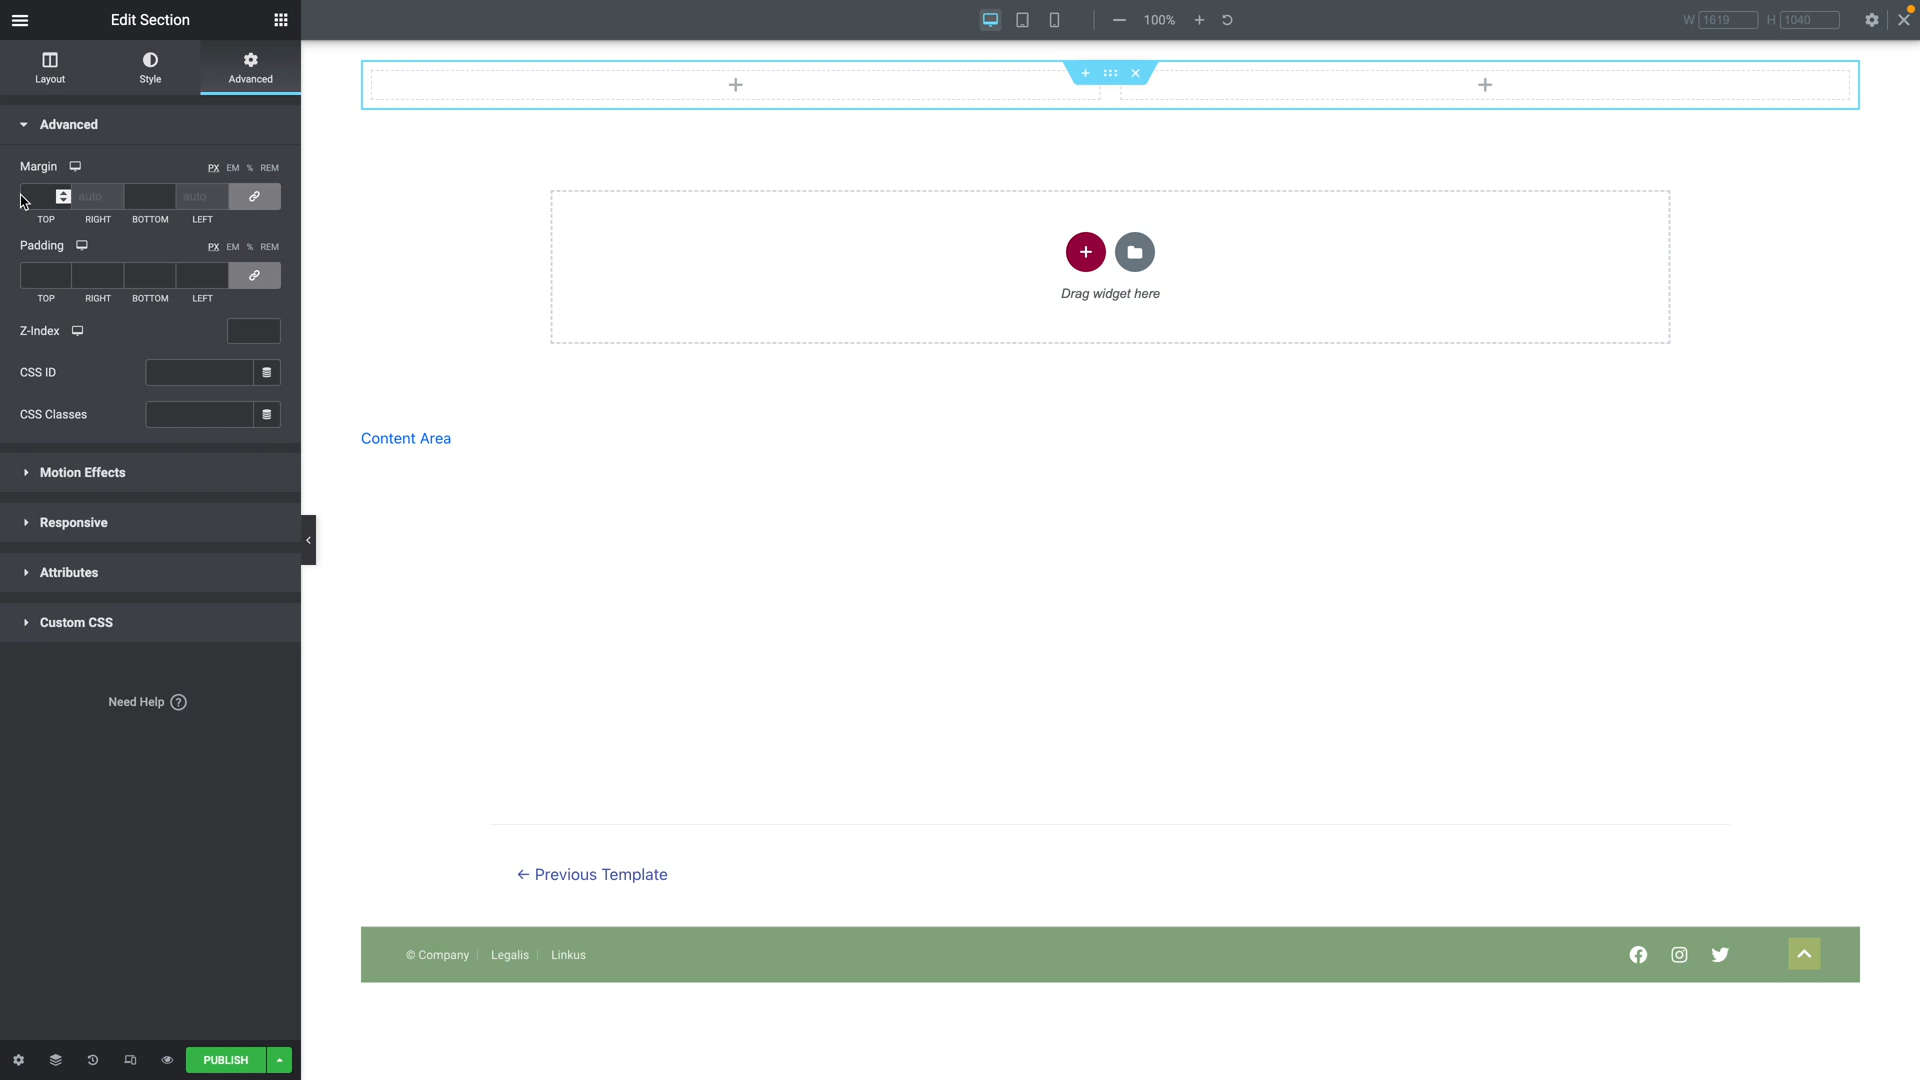 Edit Section
100%
W 1619 H 1040
Layout Style Advanced
Advanced
Margin PX EM % REM
auto auto
TOP RIGHT BOTTOM LEFT
Padding PX EM % REM
TOP RIGHT BOTTOM LEFT
Z-Index
CSS ID
CSS Classes
Motion Effects
Responsive
Attributes
Custom CSS
Need Help ?
PUBLISH
Drag widget here
Content Area
← Previous Template
© Company | Legalis | Linkus